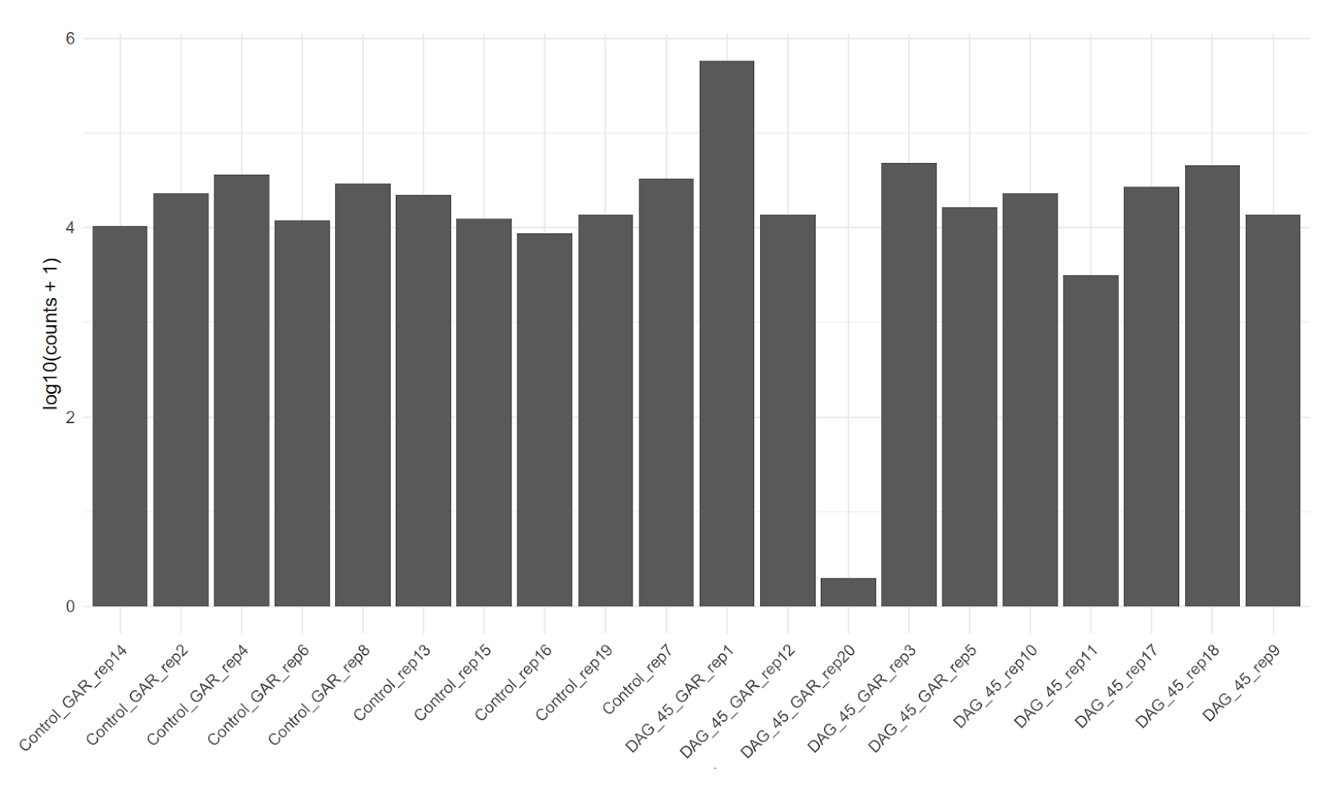 6
4
2
0
log10(counts + 1)
Control_GAR_rep14
Control_GAR_rep2
Control_GAR_rep4
Control_GAR_rep6
Control_GAR_rep8
Control_rep13
Control_rep15
Control_rep16
Control_rep19
Control_rep7
DAG_45_GAR_rep1
DAG_45_GAR_rep12
DAG_45_GAR_rep20
DAG_45_GAR_rep3
DAG_45_GAR_rep5
DAG_45_rep10
DAG_45_rep11
DAG_45_rep17
DAG_45_rep18
DAG_45_rep9